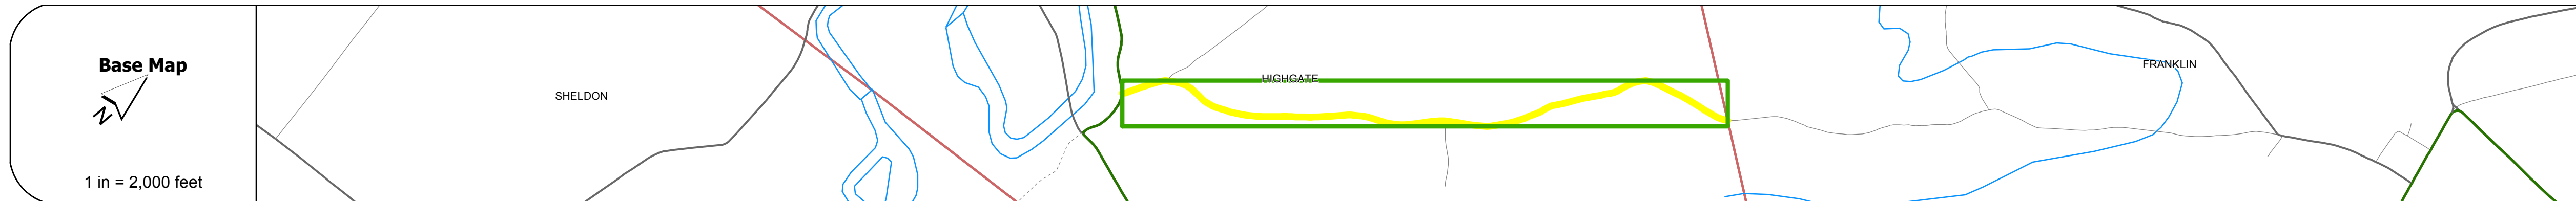 Base Map
N
1 in = 2,000 feet
SHELDON
HIGHGATE
FRANKLIN